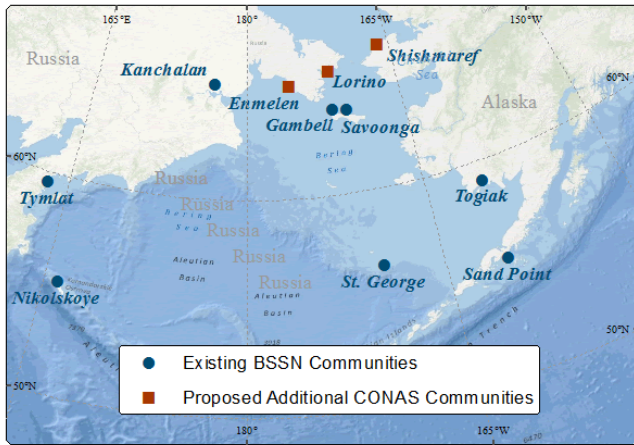 165°E
180°
165°W
150°W
Russia
Russia
Shishmaref
Sea
Kanchalan
Lorino
60°N
Enmelen
Alaska
Gambell
Savoonga
Bering
Sea
60°N
Russia
Togiak
Tymlat
Russia
Bering
Sea
Russia
Aleutian
Basin
Russia
St. George
Sand Point
Nikolskoye
Aleutian
Basin
Trench
50°N
Existing BSSN Communities
50°N
Proposed Additional CONAS Communities
180°
165°W